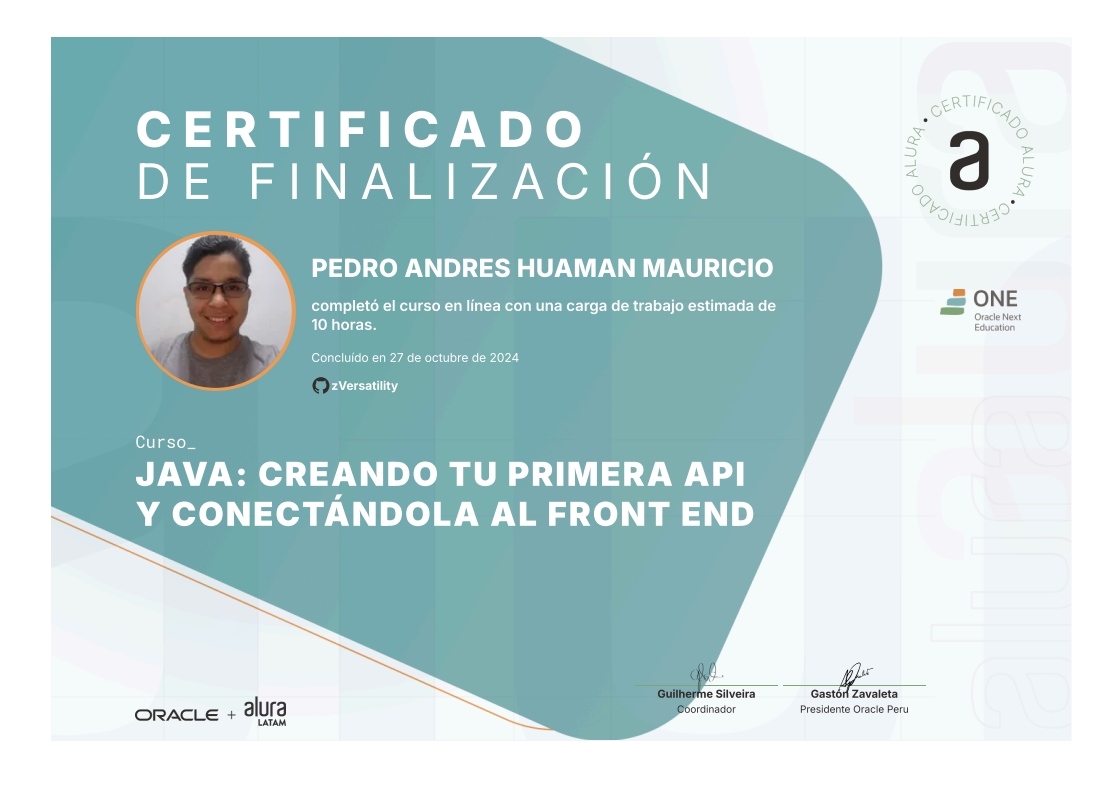 CERTIFICADO
DE FINALIZACIÓN
CERTIFICADO ALURA • CERTIFICADO ALURA •
a
PEDRO ANDRES HUAMAN MAURICIO
completó el curso en línea con una carga de trabajo estimada de
10 horas.
Concluído en 27 de octubre de 2024
zVersatility
ONE
Oracle Next
Education
Curso_
JAVA: CREANDO TU PRIMERA API
Y CONECTÁNDOLA AL FRONT END
alura
alura
Guilherme Silveira
Coordinador
Gastón Zavaleta
Presidente Oracle Peru
ORACLE + alura
LATAM